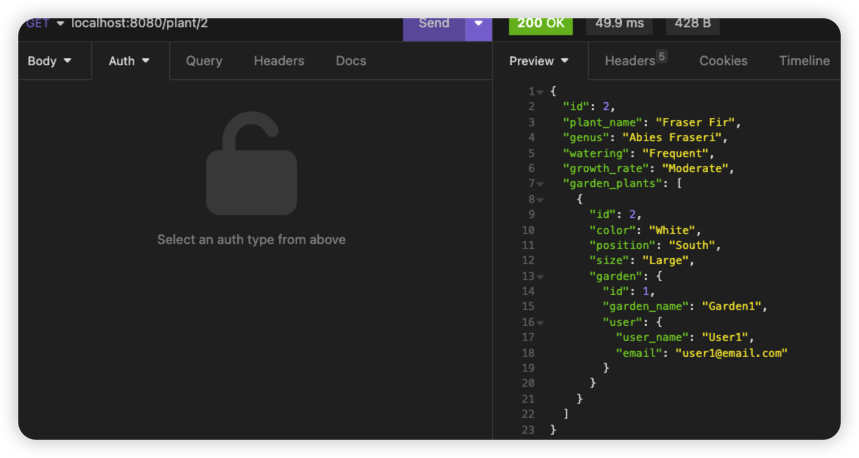 GET localhost:8080/plant/2 Send 200 OK 49.9 ms 428 B
Body Auth Query Headers Docs Preview Headers 5 Cookies Timeline
Select an auth type from above
1 {
2 "id": 2,
3 "plant_name": "Fraser Fir",
4 "genus": "Abies Fraseri",
5 "watering": "Frequent",
6 "growth_rate": "Moderate",
7 "garden_plants": [
8 {
9 "id": 2,
10 "color": "White",
11 "position": "South",
12 "size": "Large",
13 "garden": {
14 "id": 1,
15 "garden_name": "Garden1",
16 "user": {
17 "user_name": "User1",
18 "email": "user1@email.com"
19 }
20 }
21 }
22 ]
23 }